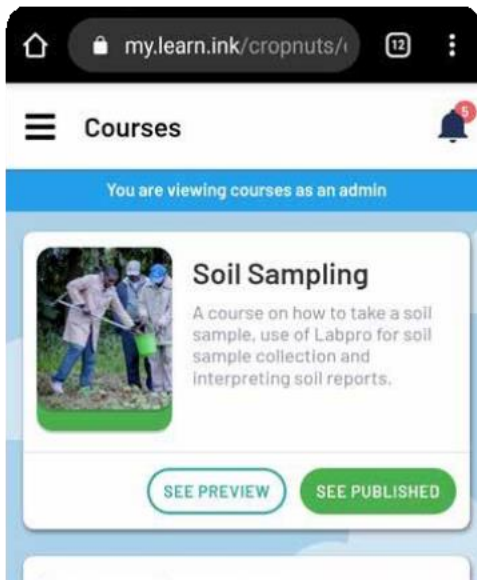 my.learn.ink/cropnuts/
12
Courses
5
You are viewing courses as an admin
Soil Sampling
A course on how to take a soil
sample, use of Labpro for soil
sample collection and
interpreting soil reports.
SEE PREVIEW
SEE PUBLISHED